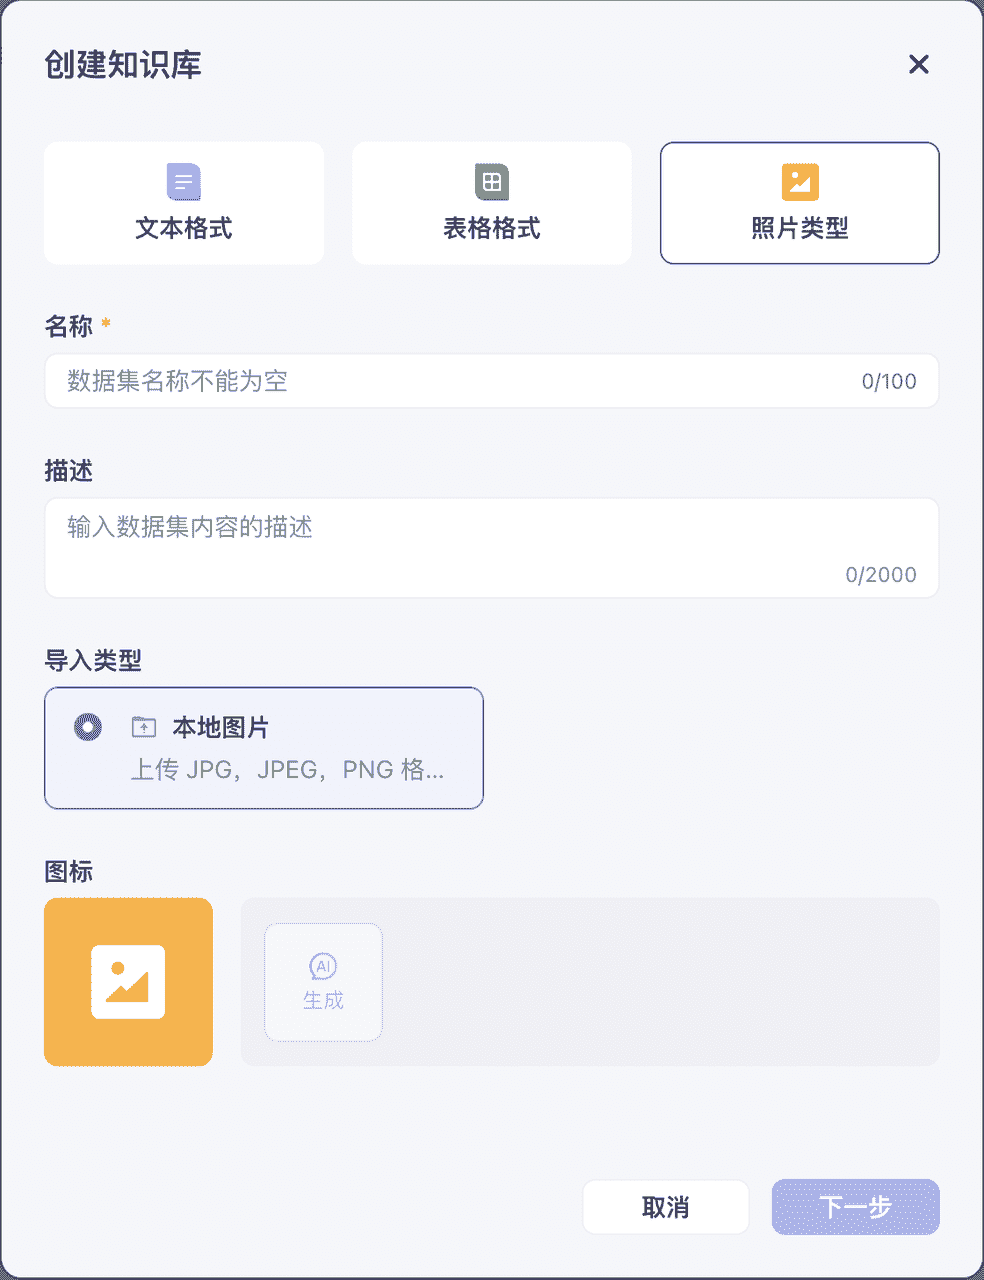 创建知识库
文本格式
表格格式
照片类型
名称 *
数据集名称不能为空
0/100
描述
输入数据集内容的描述
0/2000
导入类型
本地图片
上传 JPG，JPEG，PNG 格...
图标
AI
生成
取消
下一步